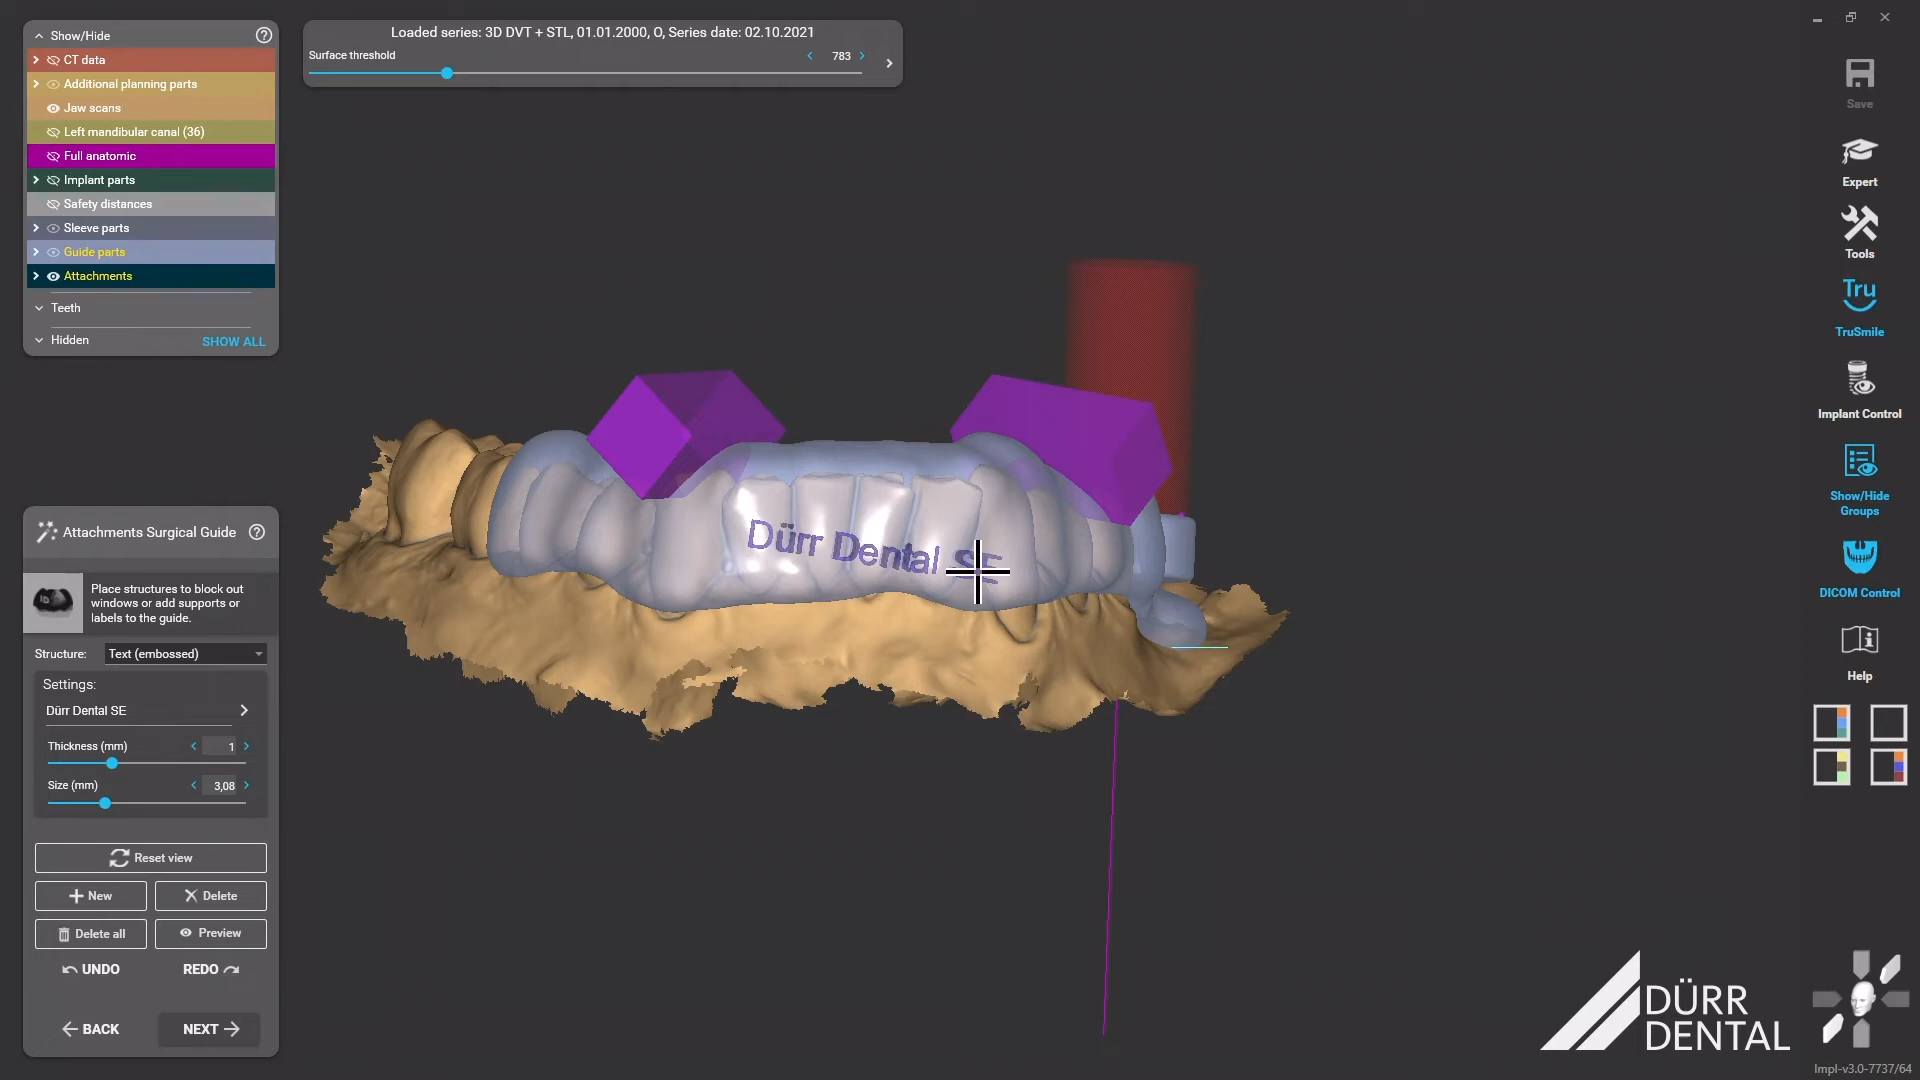 Show/Hide
CT data
Additional planning parts
Jaw scans
Left mandibular canal (36)
Full anatomic
Implant parts
Safety distances
Sleeve parts
Guide parts
Attachments
Teeth
Hidden
SHOW ALL
Loaded series: 3D DVT + STL, 01.01.2000, O, Series date: 02.10.2021
Surface threshold
783
Attachments Surgical Guide
Place structures to block out
windows or add supports or
labels to the guide.
Structure: Text (embossed)
Settings:
Dürr Dental SE
Thickness (mm) 1
Size (mm) 3,08
Reset view
New
Delete
Delete all
Preview
UNDO
REDO
BACK
NEXT
Dürr Dental SE
Save
Expert
Tools
Tru
TruSmile
Implant Control
Show/Hide
Groups
DICOM Control
Help
DÜRR
DENTAL
Impl-v3.0-7737/64